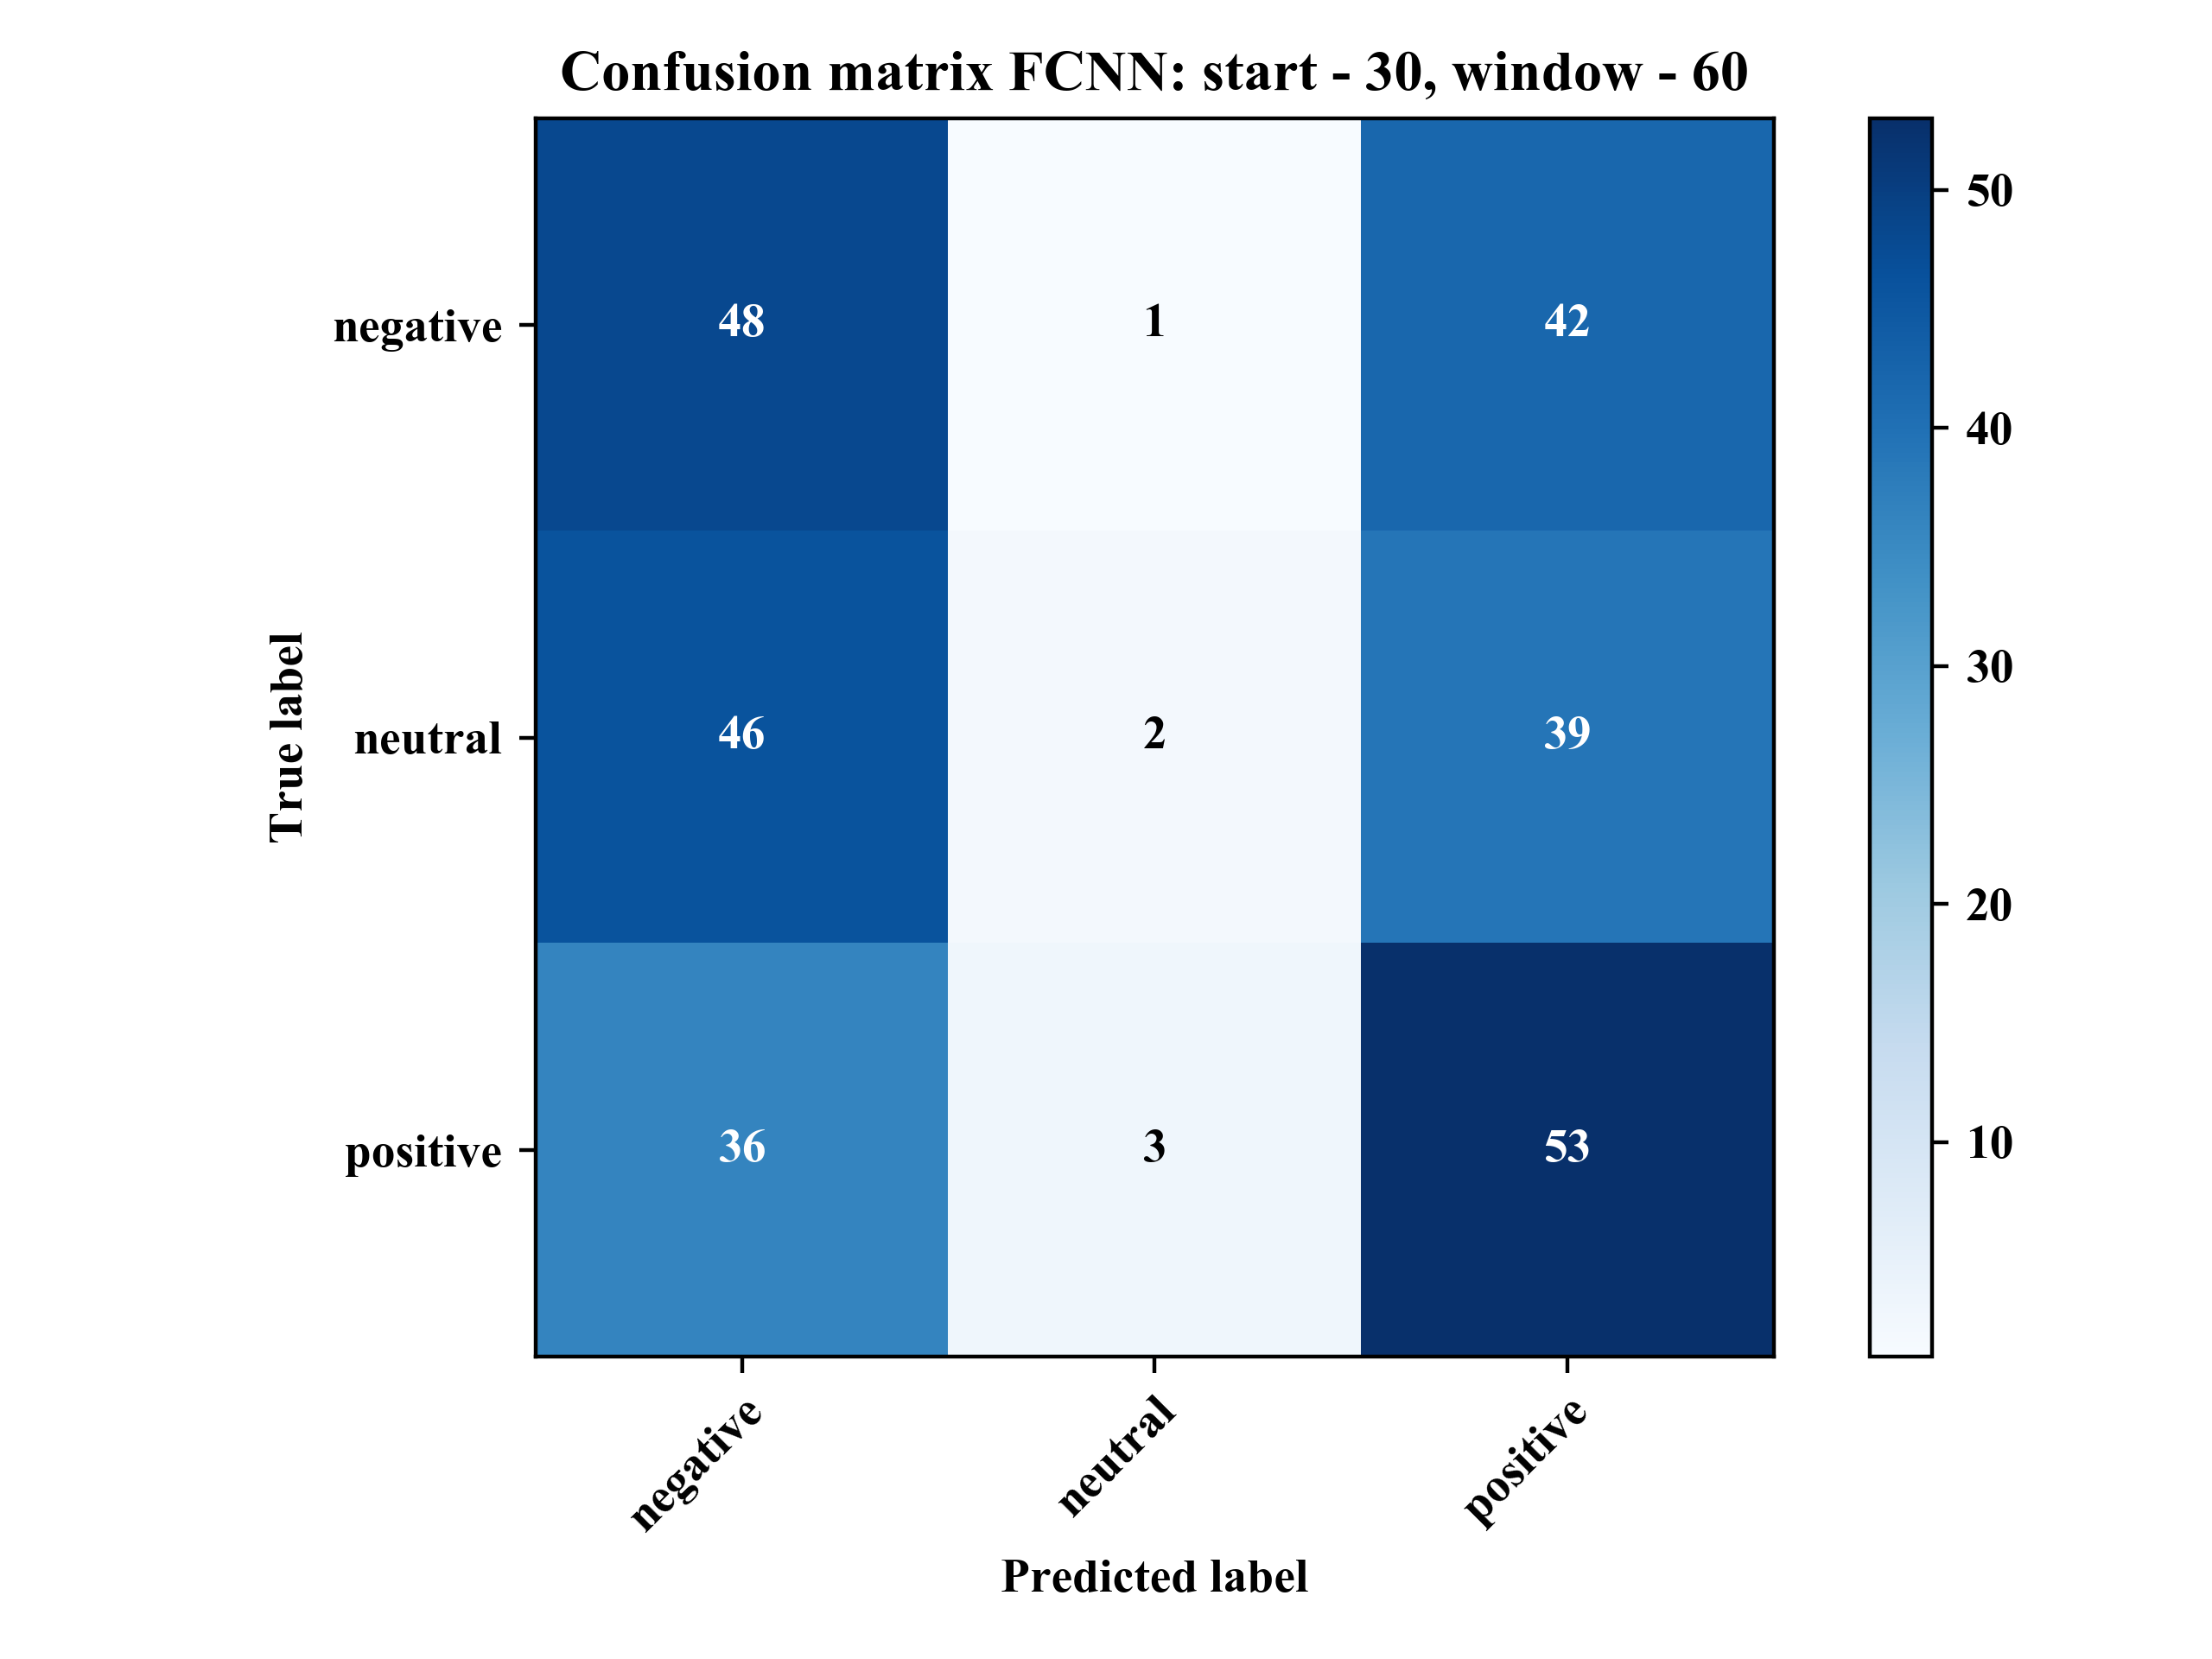 Confusion matrix FCNN: start - 30, window - 60
True label
negative
neutral
positive
48 1 42
46 2 39
36 3 53
negative neutral positive
Predicted label
50
40
30
20
10